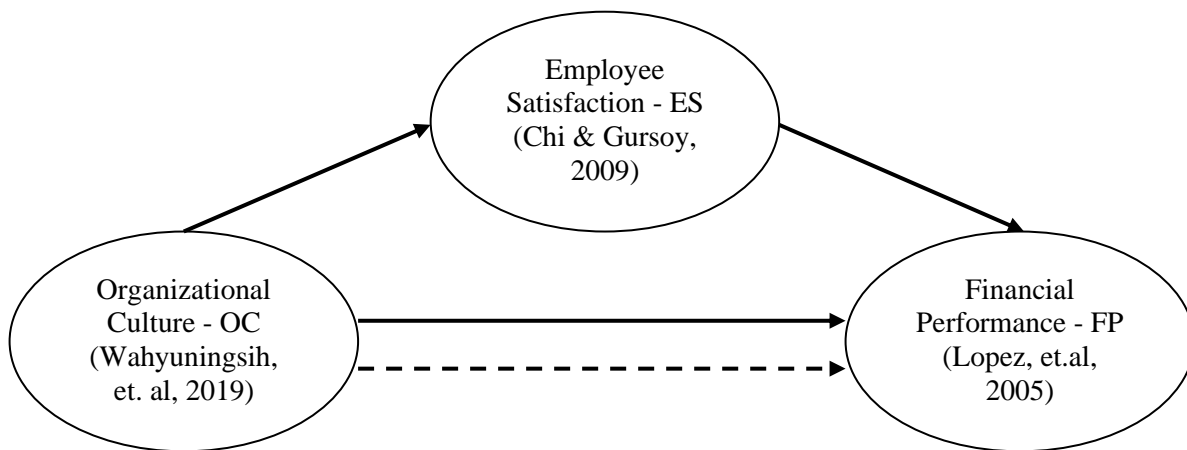 Employee
Satisfaction - ES
(Chi & Gursoy,
2009)
Organizational
Culture - OC
(Wahyuningsih,
et. al, 2019)
Financial
Performance - FP
(Lopez, et.al,
2005)